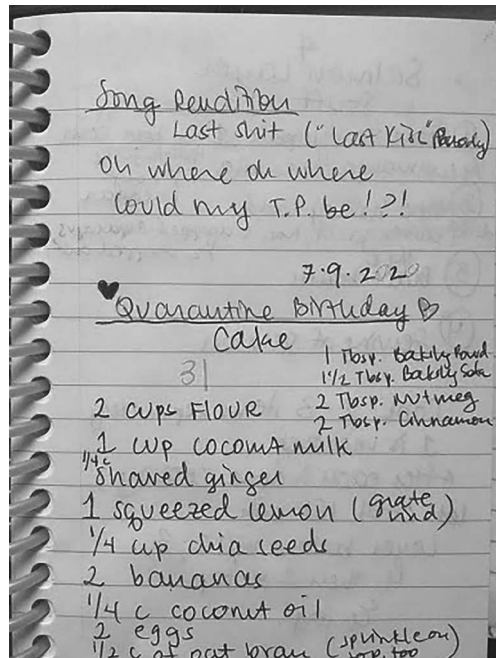 Song Rendition
Last shit ("Last Kiss" Parody)
Oh where oh where
Could my T.P. be!?!
7.9.2020
Quarantine Birthday
Cake
31
1 Tbsp. Baking Powd.
1 1/2 Tbsp. Baking Soda
2 cups Flour
2 Tbsp. Nutmeg
2 Tbsp. Cinnamon
1 cup coconut milk
1/4 c
shaved ginger
1 squeezed lemon (grate rind)
1/4 cup chia seeds
2 bananas
1/4 c coconut oil
2 eggs
1/2 c of oat bran (sprinkle on top too